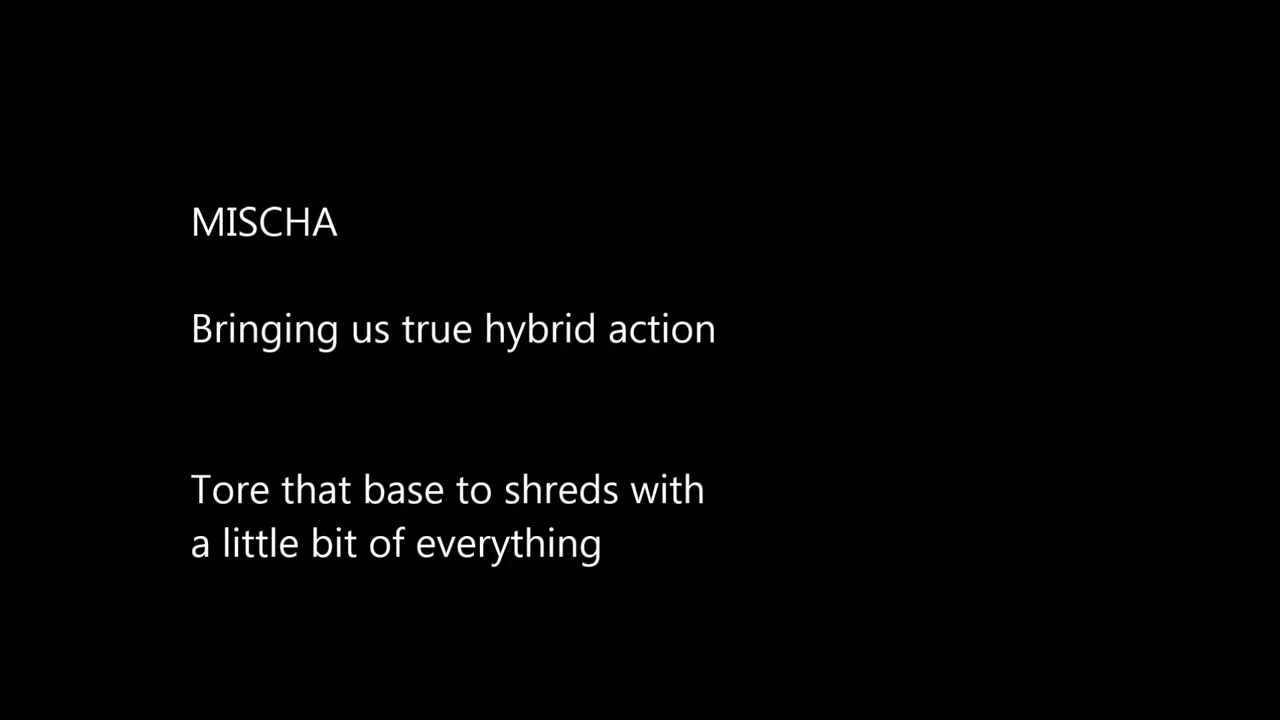 MISCHA
Bringing us true hybrid action
Tore that base to shreds with
a little bit of everything